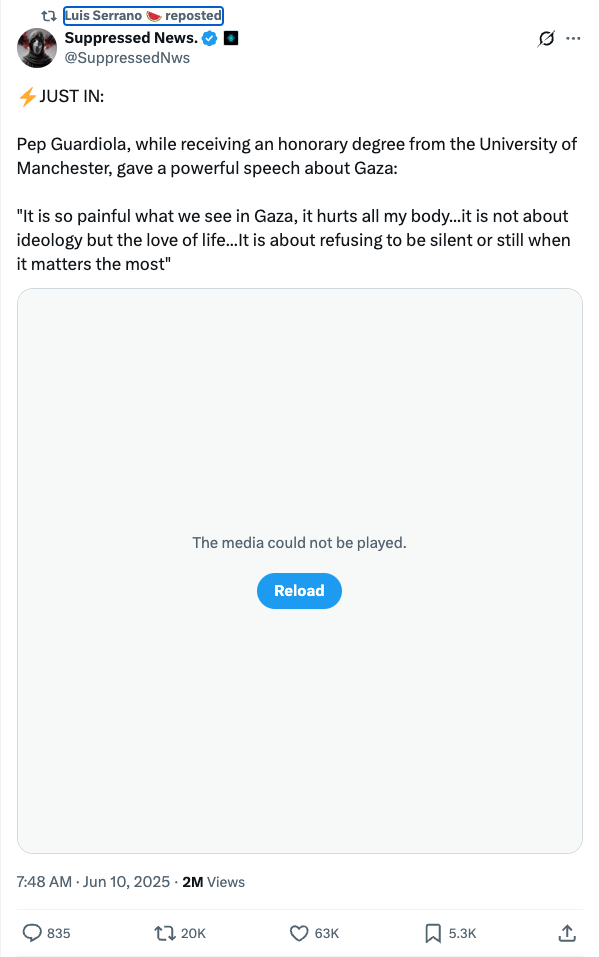 Luis Serrano 🍉 reposted
Suppressed News.
@SuppressedNws
⚡JUST IN:
Pep Guardiola, while receiving an honorary degree from the University of
Manchester, gave a powerful speech about Gaza:
"It is so painful what we see in Gaza, it hurts all my body...it is not about
ideology but the love of life...It is about refusing to be silent or still when
it matters the most"
The media could not be played.
Reload
7:48 AM · Jun 10, 2025 · 2M Views
835 20K 63K 5.3K